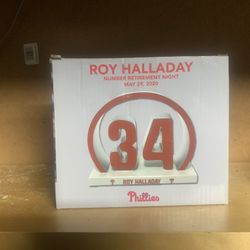 ROY HALLADAY
NUMBER RETIREMENT NIGHT
MAY 29, 2020
34
ROY HALLADAY
Phillies